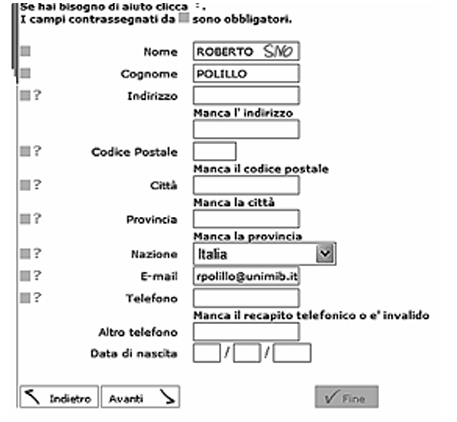 Se hai bisogno di aiuto clicca : .
I campi contrassegnati da sono obbligatori.
Nome ROBERTO SNO
Cognome POLILLO
? Indirizzo
Manca l' indirizzo
? Codice Postale
Manca il codice postale
? Città
Manca la città
? Provincia
Manca la provincia
? Nazione Italia
? E-mail rpolillo@unimib.it
? Telefono
Manca il recapito telefonico o e' invalido
Altro telefono
Data di nascita / /
Indietro Avanti Fine